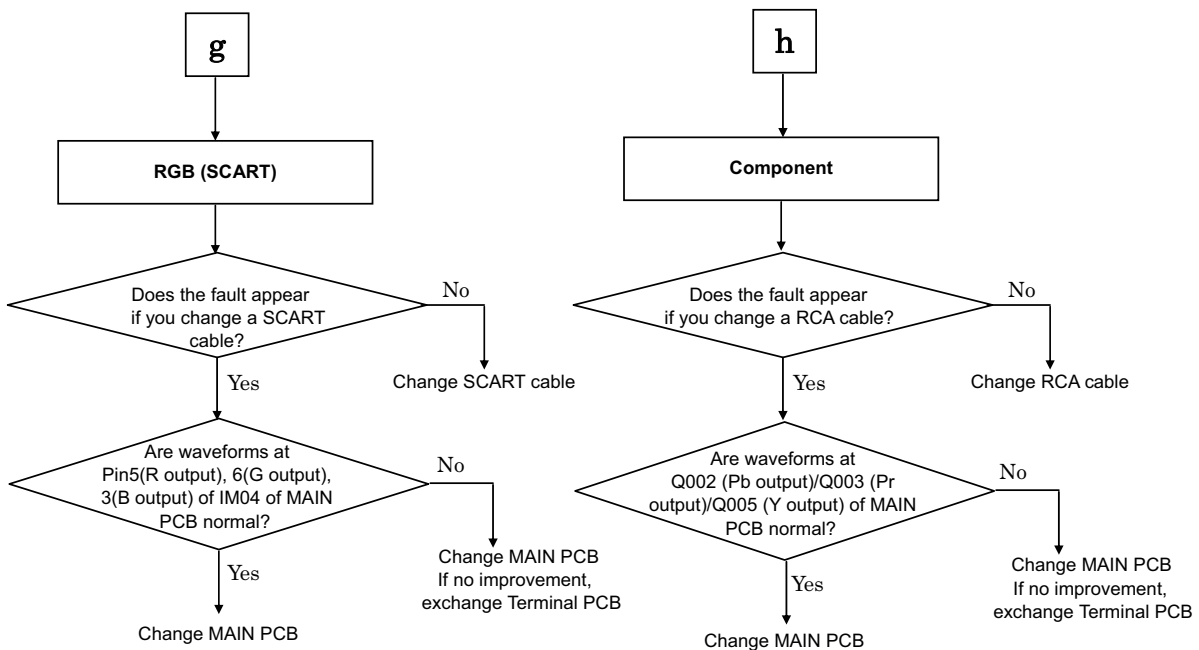 g
RGB (SCART)
Does the fault appear
if you change a SCART
cable?
No
Change SCART cable
Yes
Are waveforms at
Pin5(R output), 6(G output),
3(B output) of IM04 of MAIN
PCB normal?
No
Change MAIN PCB
If no improvement,
exchange Terminal PCB
Yes
Change MAIN PCB
h
Component
Does the fault appear
if you change a RCA cable?
No
Change RCA cable
Yes
Are waveforms at
Q002 (Pb output)/Q003 (Pr
output)/Q005 (Y output) of MAIN
PCB normal?
No
Change MAIN PCB
If no improvement,
exchange Terminal PCB
Yes
Change MAIN PCB